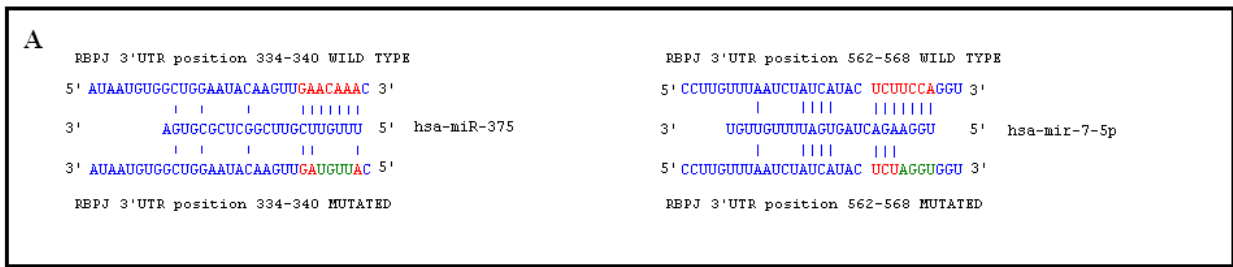 A
RBPJ 3'UTR position 334-340 WILD TYPE
5' AUAAUGUGGCUGGAAUACAAGUUGAACAAAC 3'
3' AGUGCGCUCGGCUUGCUUGUUU 5' hsa-miR-375
3' AUAAUGUGGCUGGAAUACAAGUUGAUGUUAC 5'
RBPJ 3'UTR position 334-340 MUTATED
RBPJ 3'UTR position 562-568 WILD TYPE
5' CCUUGUUUAAUCUAUCAUAC UCUUCCAGGU 3'
3' UGUUGUUUUAGUGAUCAGAAGGU 5' hsa-mir-7-5p
5' CCUUGUUUAAUCUAUCAUAC UCUAGGUGGU 3'
RBPJ 3'UTR position 562-568 MUTATED